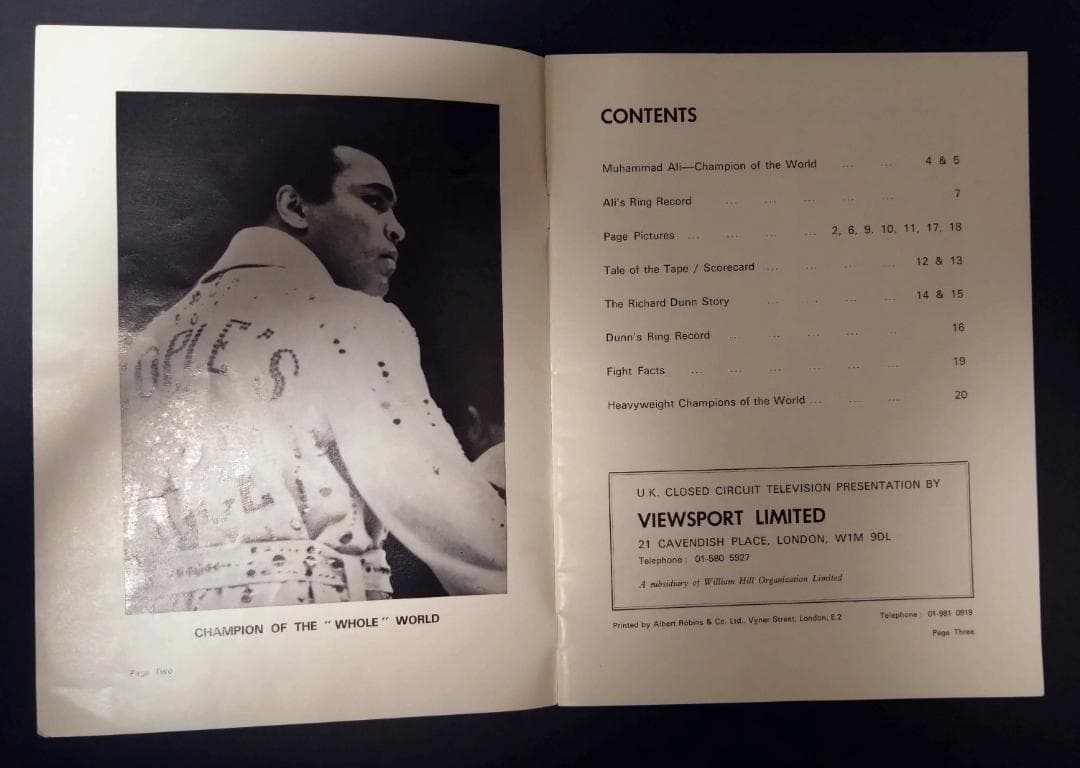 OPLE'S
CHAMPION OF THE "WHOLE" WORLD
Page Two
CONTENTS
Muhammad Ali—Champion of the World ... ... 4 & 5
Ali's Ring Record ... ... ... ... ... 7
Page Pictures ... ... ... ... 2, 6, 9, 10, 11, 17, 18
Tale of the Tape / Scorecard ... ... ... ... 12 & 13
The Richard Dunn Story ... ... ... ... 14 & 15
Dunn's Ring Record ... ... ... ... ... 16
Fight Facts ... ... ... ... ... ... 19
Heavyweight Champions of the World ... ... ... 20
U.K. CLOSED CIRCUIT TELEVISION PRESENTATION BY
VIEWSPORT LIMITED
21 CAVENDISH PLACE, LONDON, W1M 9DL
Telephone: 01-580 5927
A subsidiary of William Hill Organization Limited
Printed by Albert Robins & Co. Ltd., Vyner Street, London, E.2 Telephone: 01-981 0919
Page Three